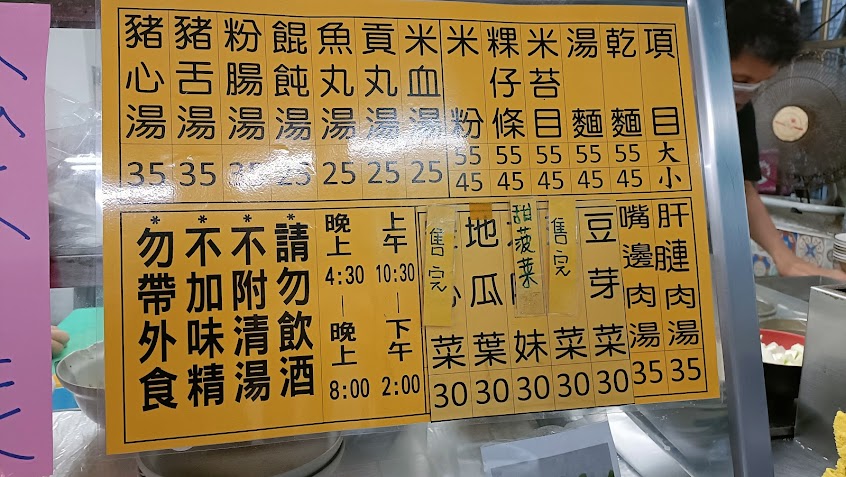 項目 大 小
乾麵 55 45
湯麵 55 45
米苔目 55 45
粿仔條 55 45
米粉 55 45
米血湯 25
貢丸湯 25
魚丸湯 25
餛飩湯 25
粉腸湯 35
豬舌湯 35
豬心湯 35
肝膶肉湯 35
嘴邊肉湯 35
豆芽菜 30
售完
菜 30
甜菠菜
妹 30
地瓜葉 30
售完
菜 30
上午 10:30 — 下午 2:00
晚上 4:30 — 晚上 8:00
*請勿飲酒
*不附清湯
*不加味精
*勿帶外食